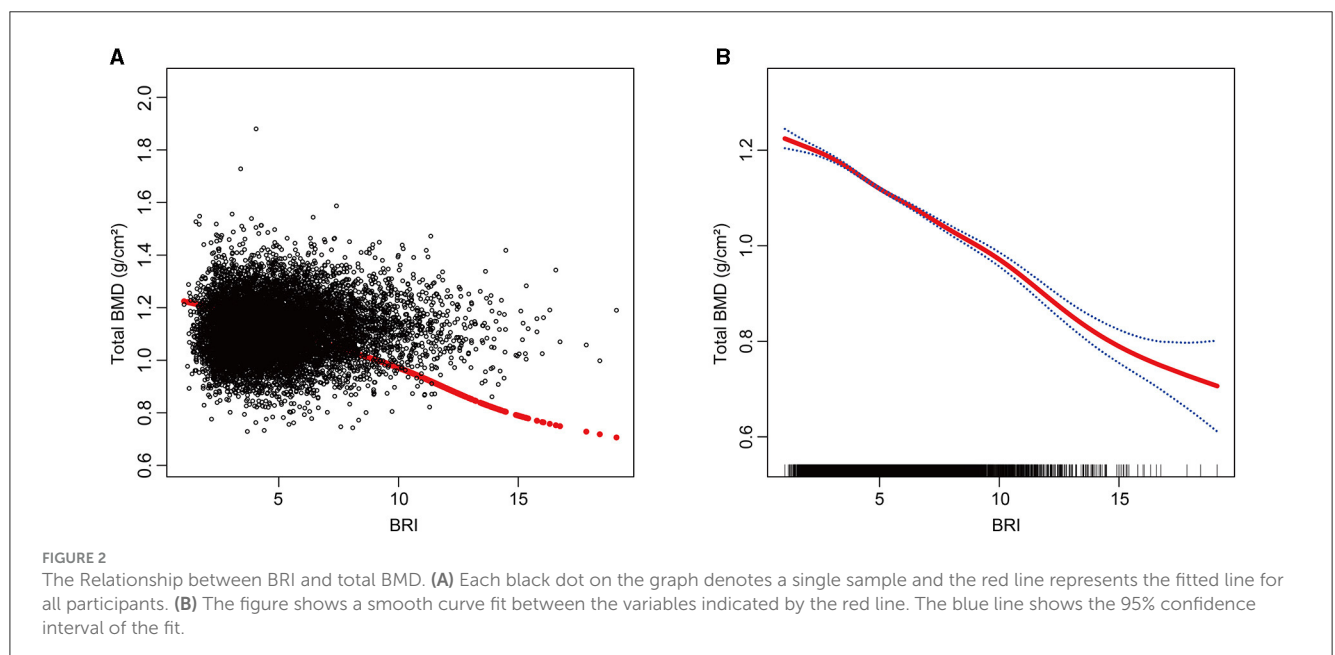 A
B
2.0
1.8
1.6
1.4
1.2
1.0
0.8
0.6
Total BMD (g/cm²)
5
10
15
BRI
1.2
1.0
0.8
0.6
Total BMD (g/cm²)
5
10
15
BRI
FIGURE 2
The Relationship between BRI and total BMD. (A) Each black dot on the graph denotes a single sample and the red line represents the fitted line for
all participants. (B) The figure shows a smooth curve fit between the variables indicated by the red line. The blue line shows the 95% confidence
interval of the fit.